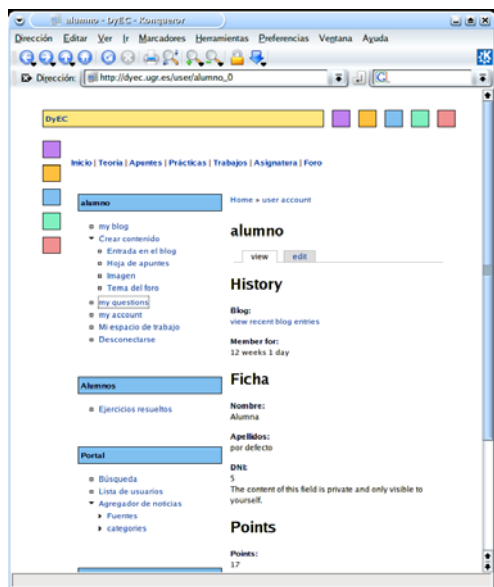 alumno - DyEC - Konqueror
Dirección Editar Ver Ir Marcadores Herramientas Preferencias Ventana Ayuda
Dirección: http://dyec.ugr.es/user/alumno_0
DyEC
Inicio | Teoría | Apuntes | Prácticas | Trabajos | Asignatura | Foro
alumno
my blog
Crear contenido
Entrada en el blog
Hoja de apuntes
Imagen
Tema del foro
my questions
my account
Mi espacio de trabajo
Desconectarse
Alumnos
Ejercicios resueltos
Portal
Búsqueda
Lista de usuarios
Agregador de noticias
Fuentes
categories
Home » user account
alumno
view edit
History
Blog:
view recent blog entries
Member for:
12 weeks 1 day
Ficha
Nombre:
Alumna
Apellidos:
por defecto
DNI:
5
The content of this field is private and only visible to
yourself.
Points
Points:
17